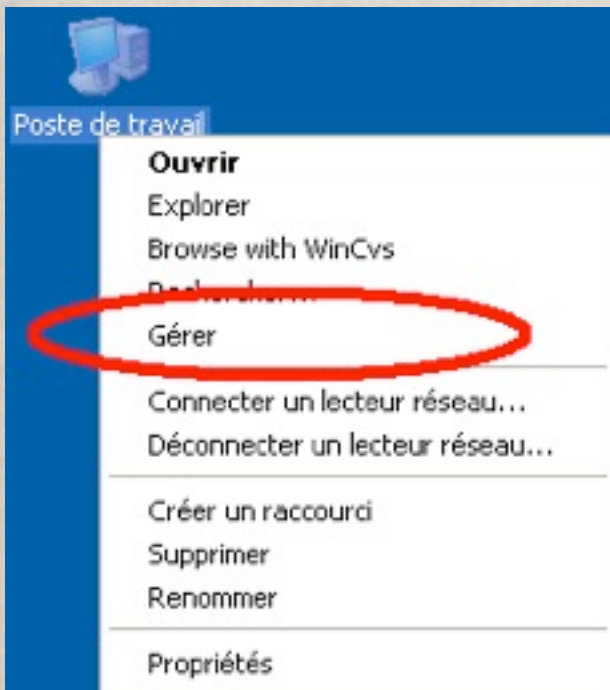 Poste de travail
Ouvrir
Explorer
Browse with WinCvs
Gérer
Connecter un lecteur réseau...
Déconnecter un lecteur réseau...
Créer un raccourci
Supprimer
Renommer
Propriétés